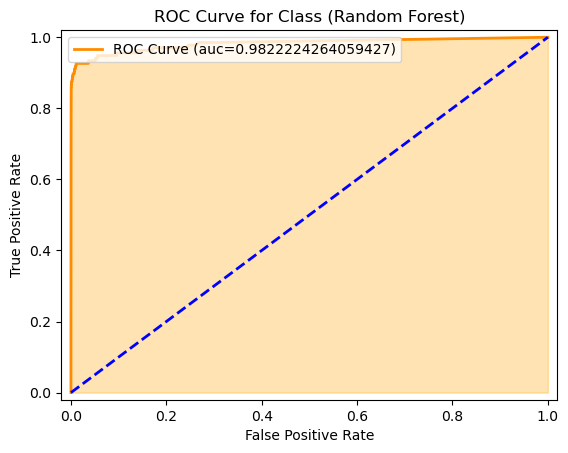 ROC Curve for Class (Random Forest)
1.0
ROC Curve (auc=0.9822224264059427)
0.8
0.6
True Positive Rate
0.4
0.2
0.0
0.0 0.2 0.4 0.6 0.8 1.0
False Positive Rate